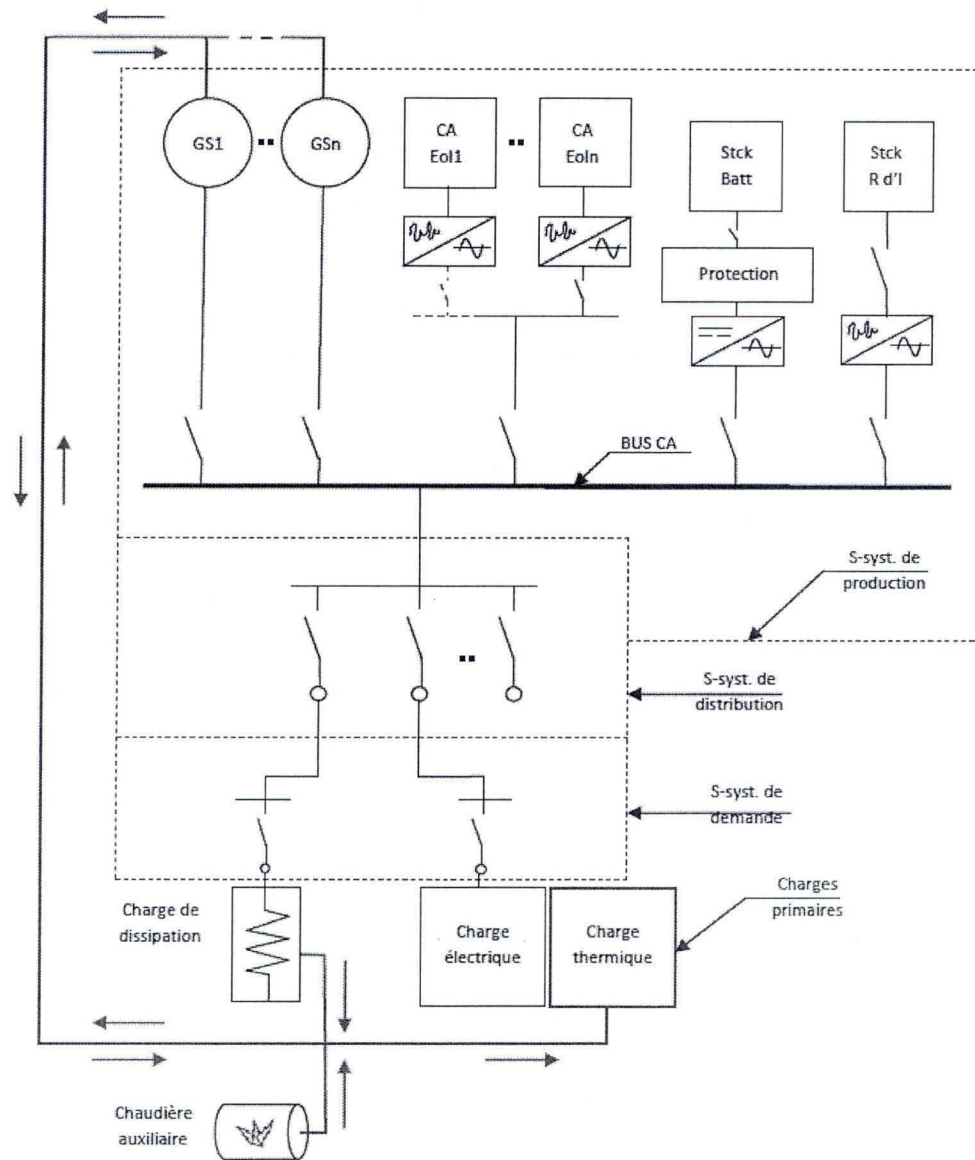 GS1
GSn
CA
Eol1
CA
Eoln
Stck
Batt
Stck
R d'I
Protection
BUS CA
S-syst. de
production
S-syst. de
distribution
S-syst. de
demande
Charges
primaires
Charge de
dissipation
Charge
électrique
Charge
thermique
Chaudière
auxiliaire